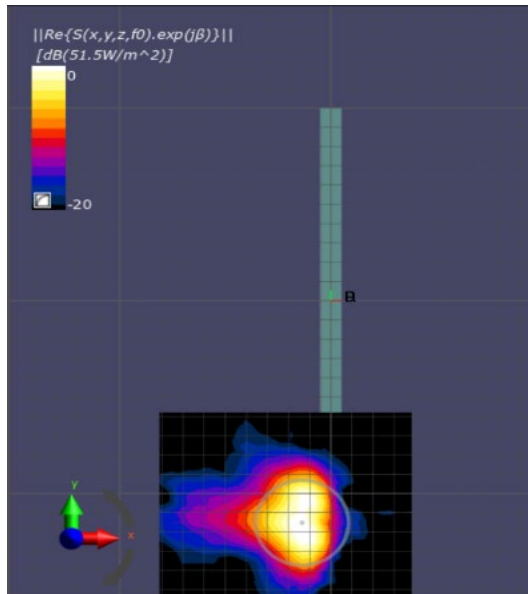 ||Re{S(x,y,z,f0).exp(jβ)}||
[dB(51.5W/m^2)]
0
-20
y
x